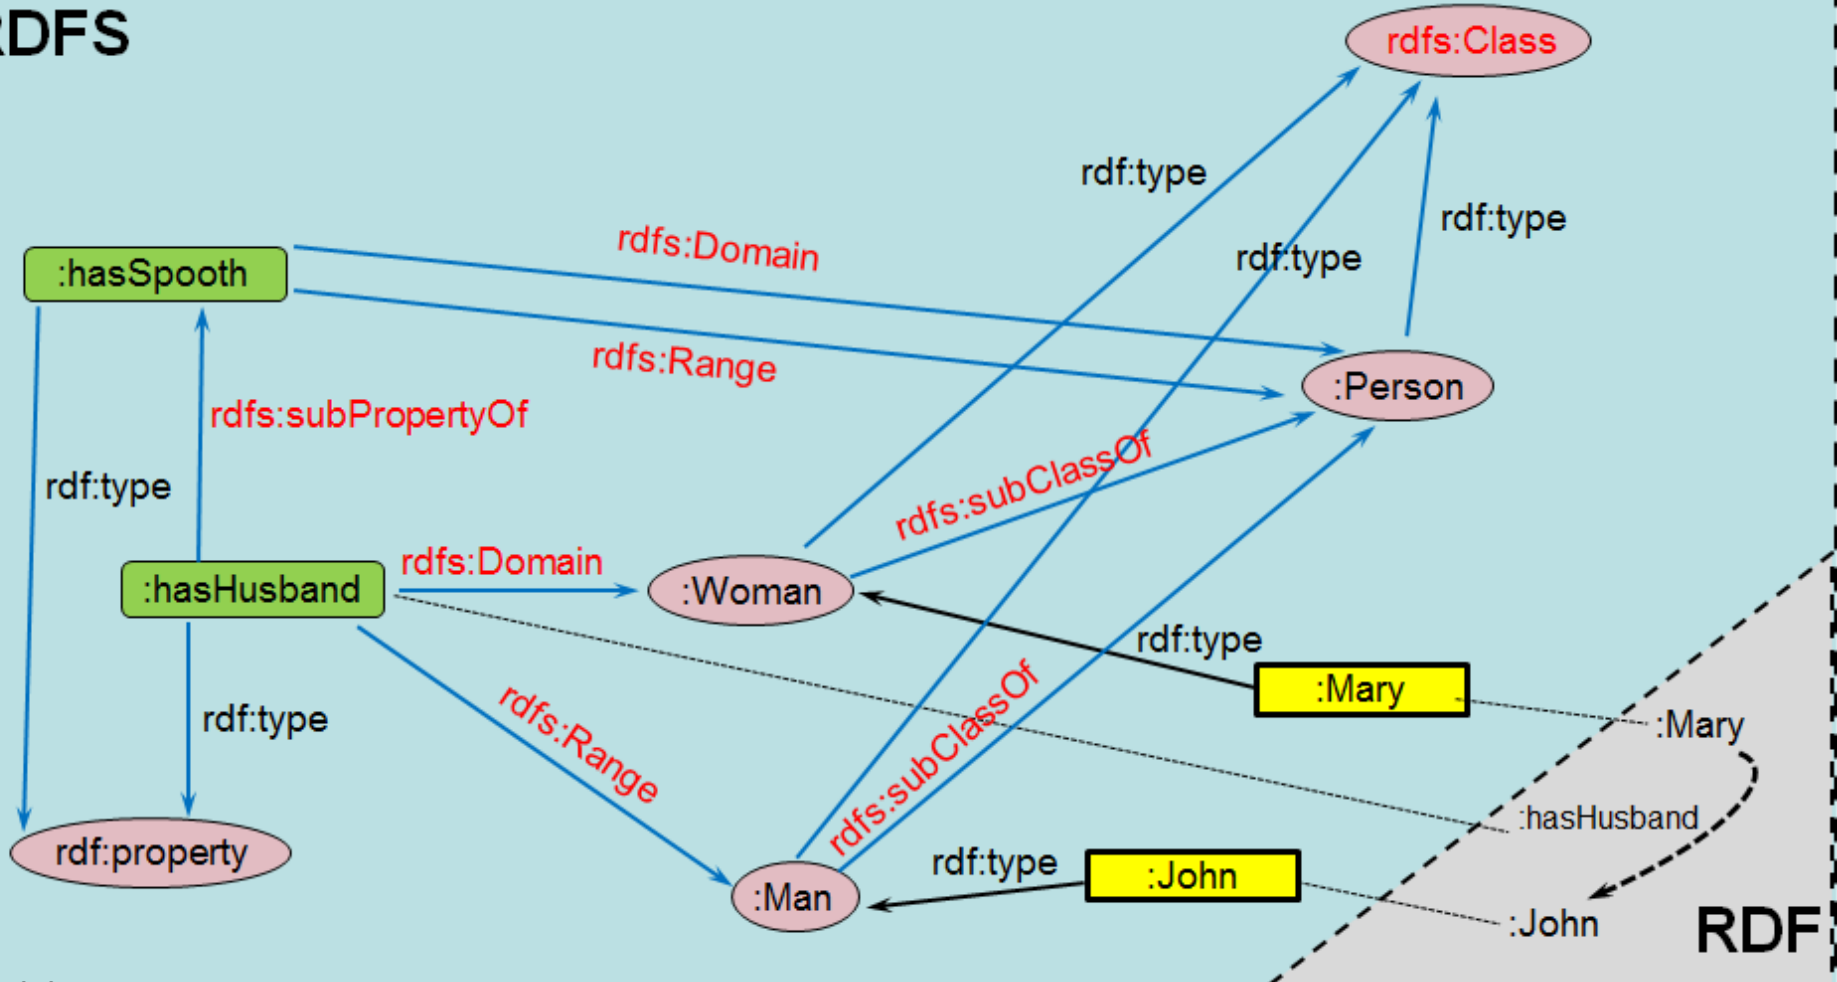 RDFS
rdfs:Class
rdf:type
rdf:type
rdf:type
rdfs:Domain
:hasSpooth
rdfs:Range
:Person
rdfs:subPropertyOf
rdfs:subClassOf
rdf:type
rdfs:Domain
:hasHusband
:Woman
rdf:type
:Mary
rdfs:subClassOf
rdf:type
:Mary
rdfs:Range
:hasHusband
rdf:property
rdf:type
:John
:Man
:John
RDF